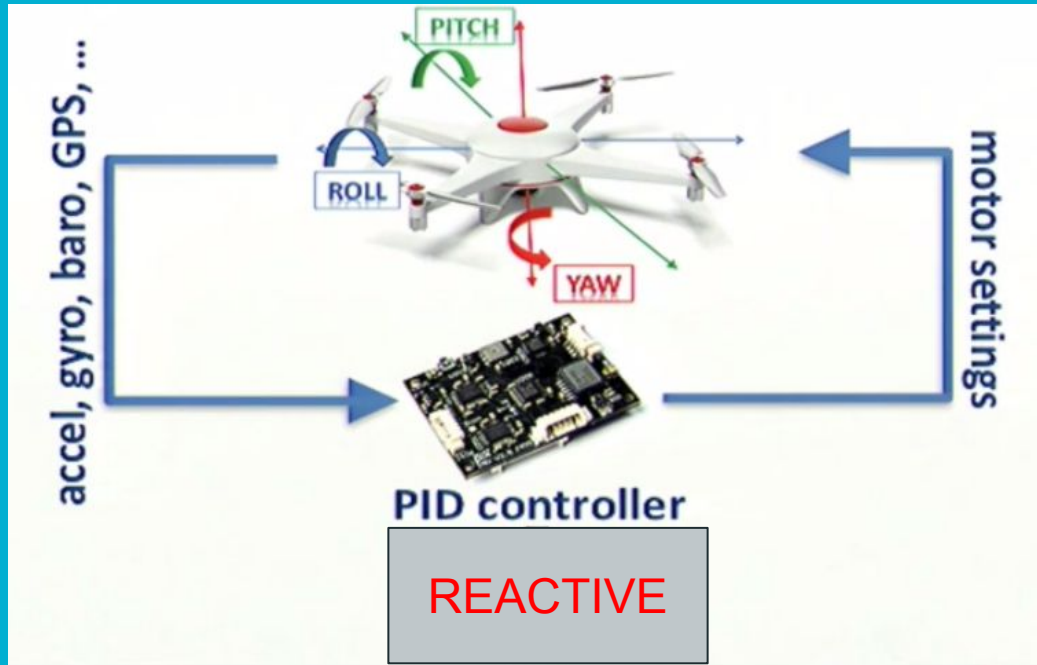 PITCH
ROLL
YAW
accel, gyro, baro, GPS, ...
motor settings
PID controller
REACTIVE